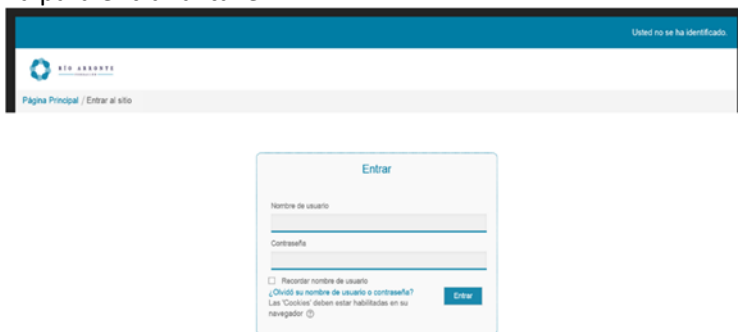 Usted no se ha identificado.
RÍO ARRONTE
Página Principal / Entrar al sitio
Entrar
Nombre de usuario
Contraseña
Recordar nombre de usuario
¿Olvidó su nombre de usuario o contraseña?
Las 'Cookies' deben estar habilitadas en su
navegador
Entrar